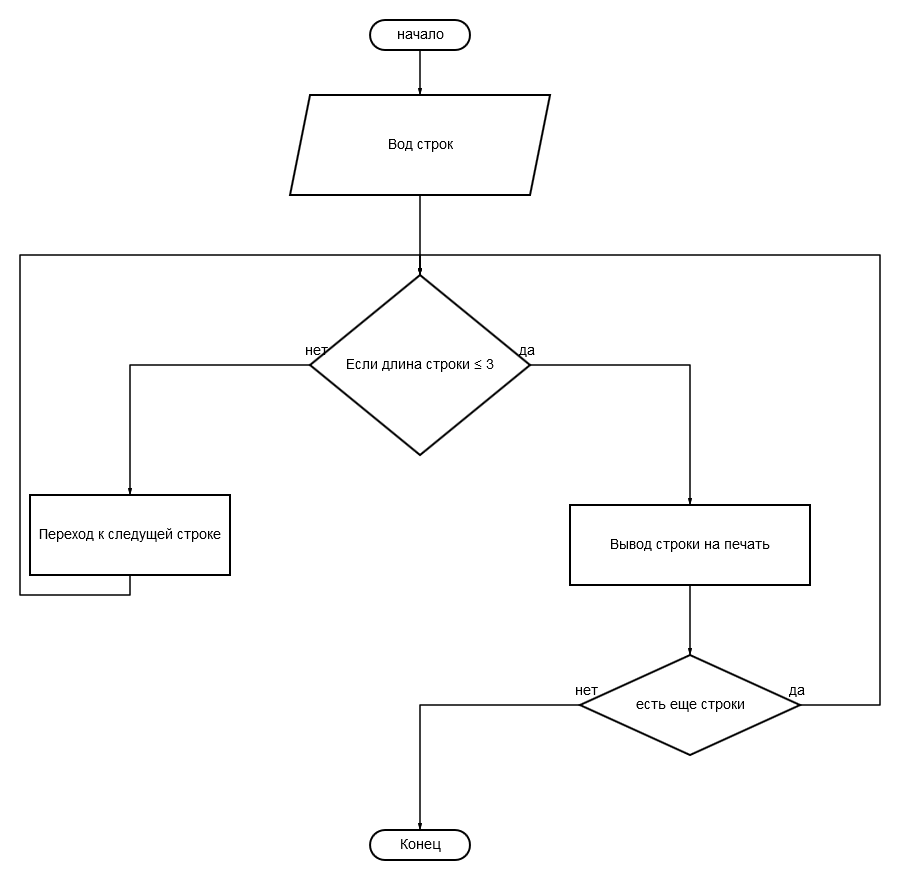 начало
Вод строк
нет
да
Если длина строки ≤ 3
Переход к следущей строке
Вывод строки на печать
нет
да
есть еще строки
Конец